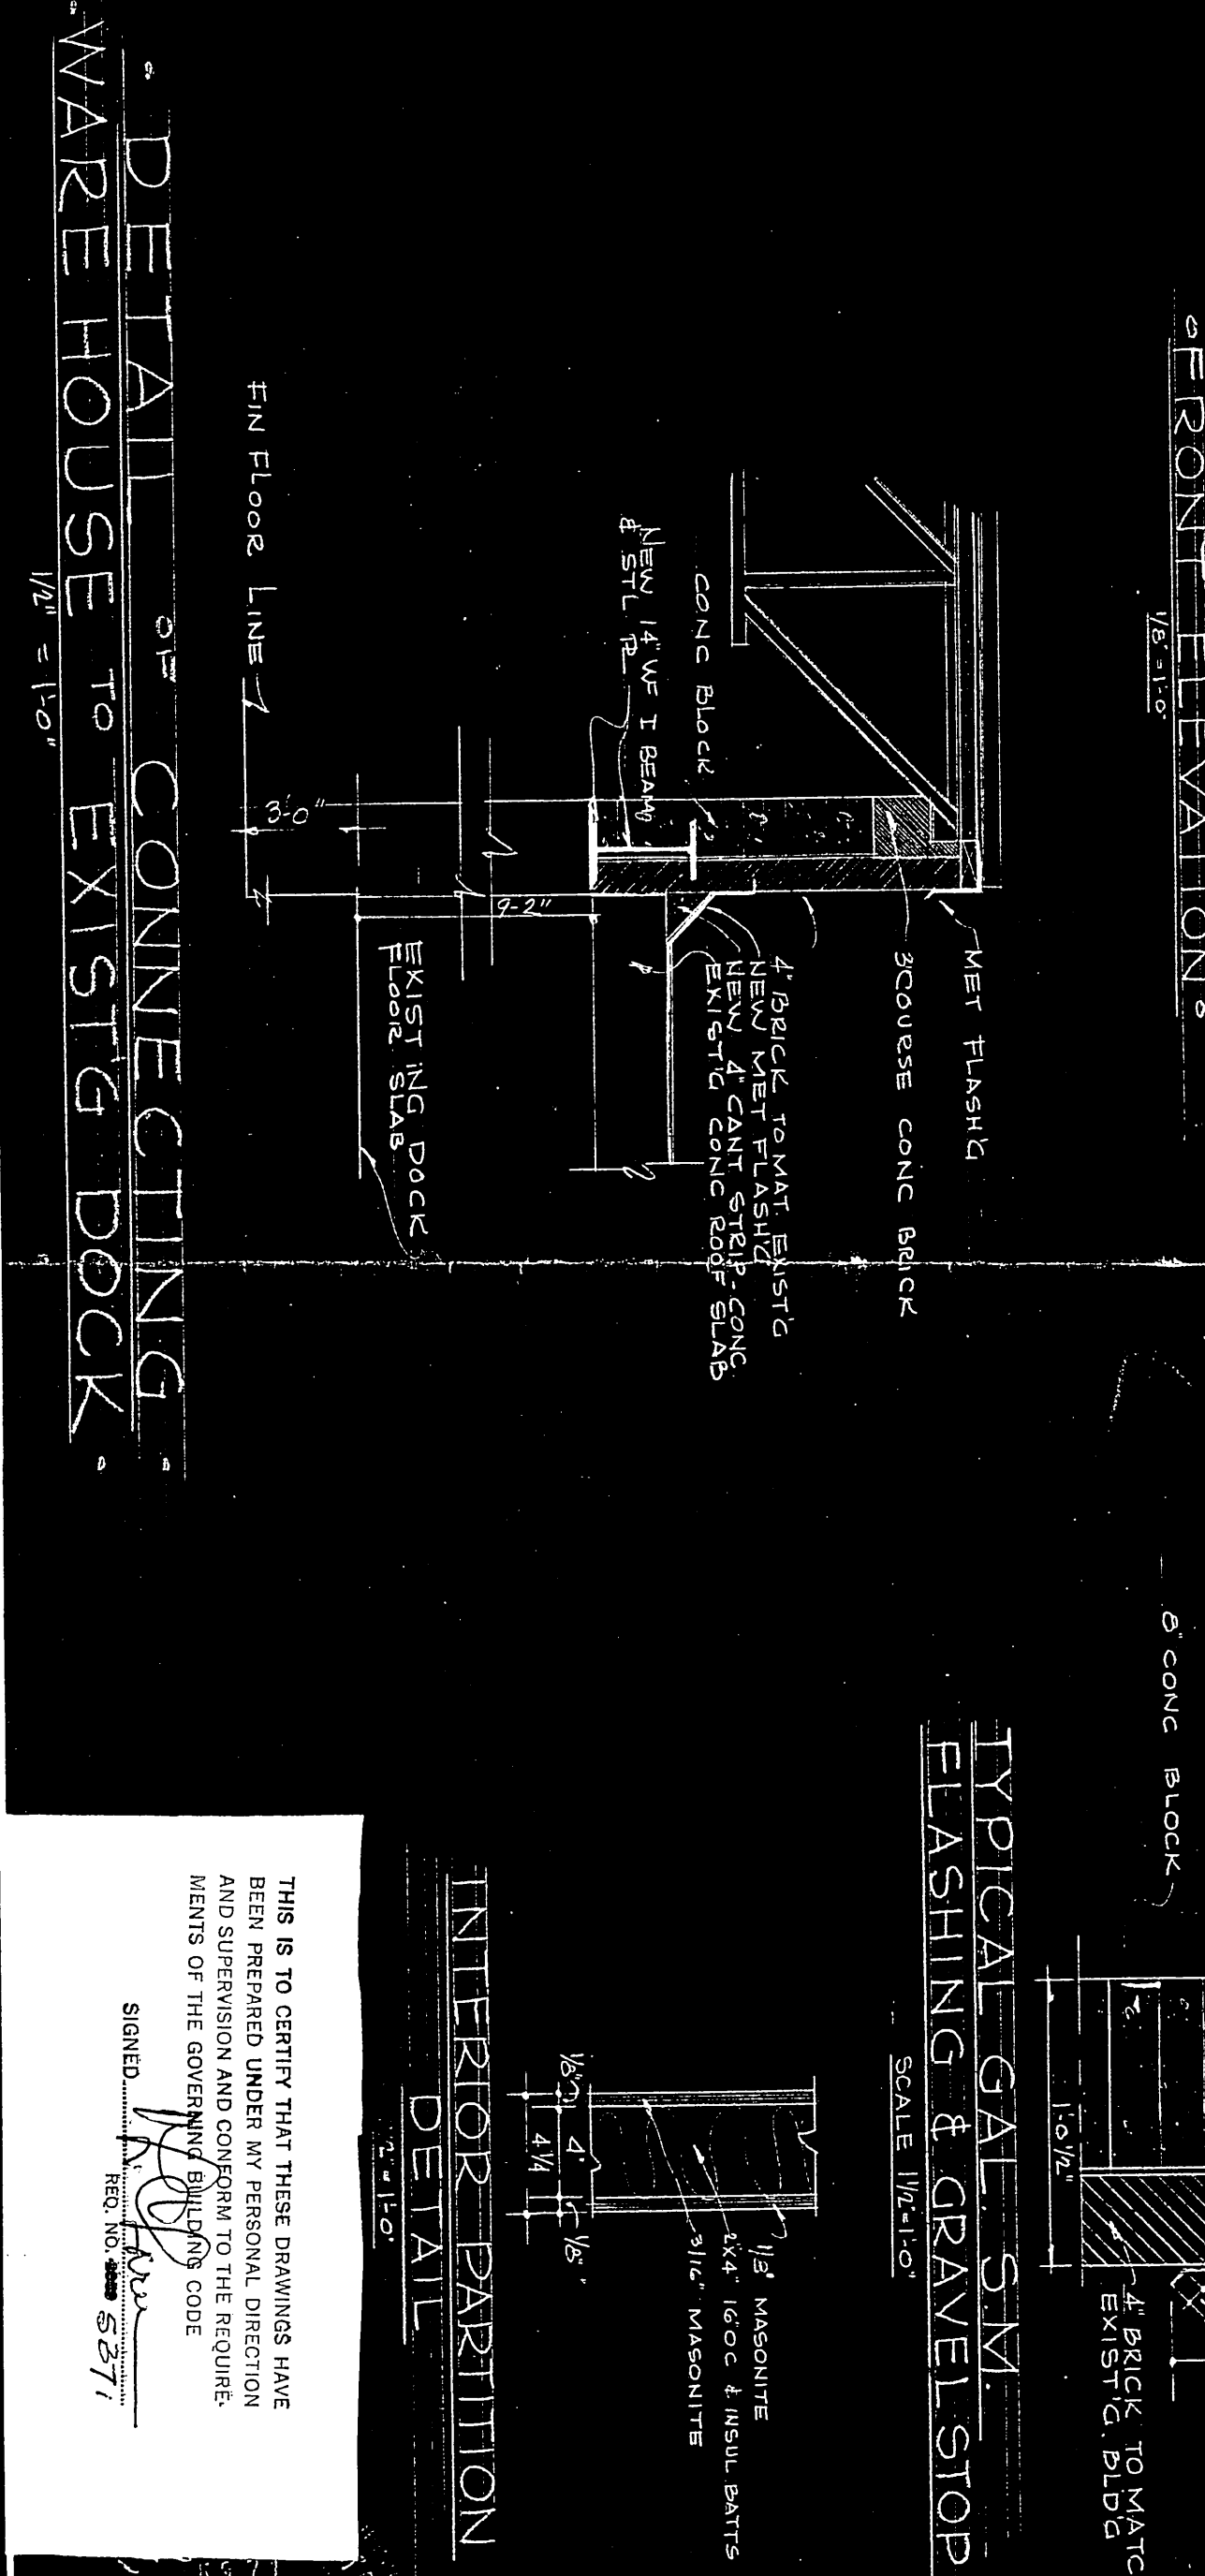 FRONT ELEVATION
1/8" = 1'-0"
MET FLASH'G
3 COURSE CONC BRICK
4" BRICK TO MAT. EXIST'G
NEW MET FLASH'G
NEW 4" CANT STRIP-CONC
EXIST'G CONC ROOF SLAB
CONC BLOCK
NEW 14" WF I BEAM
& STL PL
9'-2"
EXISTING DOCK
FLOOR SLAB
3'-0"
FIN FLOOR LINE
DETAIL OF CONNECTING
WAREHOUSE TO EXIST'G DOCK
1/2" = 1'-0"
8" CONC BLOCK
4" BRICK TO MATC
EXIST'G. BLD'G
1'-0 1/2"
TYPICAL GAL. S.M.
FLASHING & GRAVEL STOP
SCALE 1 1/2" = 1'-0"
1/8" MASONITE
2"X4" 16"OC & INSUL BATTS
3/16" MASONITE
1/8" 4" 1/8"
4 1/4
INTERIOR PARTITION
DETAIL
= 1'-0"
THIS IS TO CERTIFY THAT THESE DRAWINGS HAVE
BEEN PREPARED UNDER MY PERSONAL DIRECTION
AND SUPERVISION AND CONFORM TO THE REQUIRE-
MENTS OF THE GOVERNING BUILDING CODE
SIGNED
REQ. NO. 5871